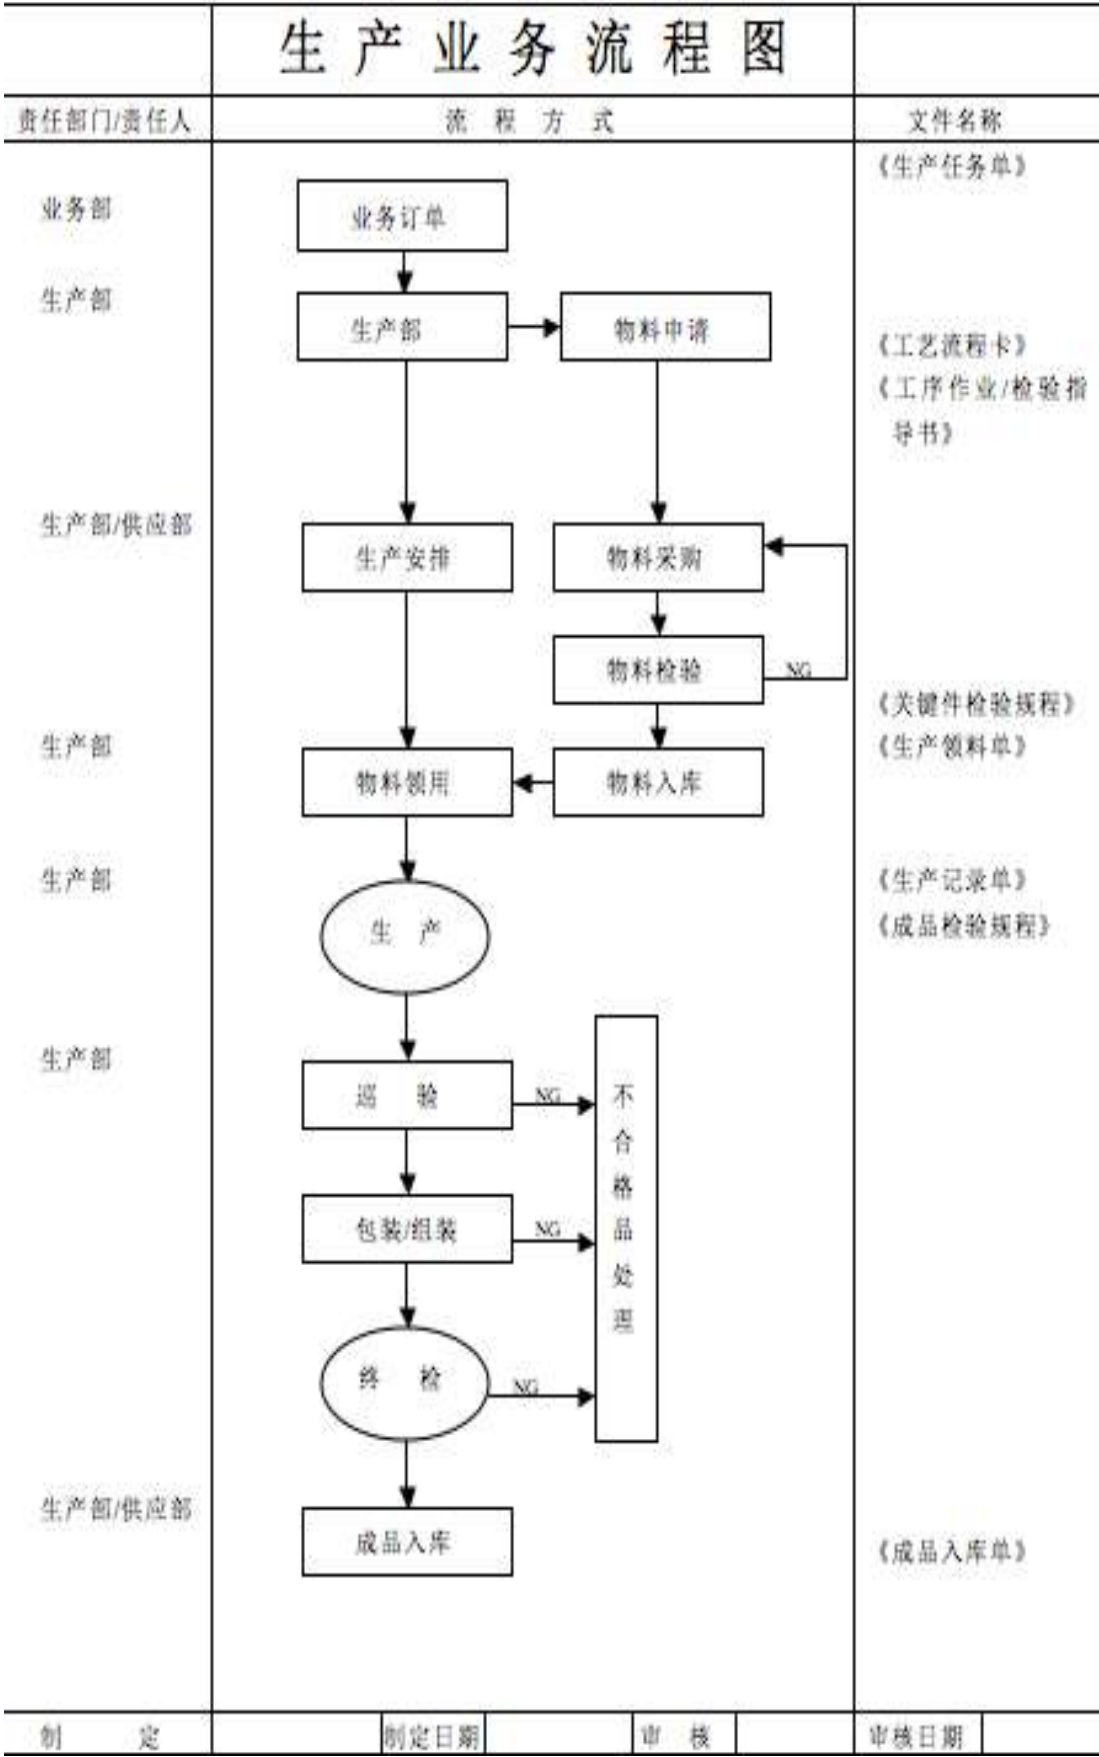 生产业务流程图
责任部门/责任人 流程方式 文件名称
《生产任务单》
业务部 业务订单
生产部 生产部 物料申请
《工艺流程卡》
《工序作业/检验指
导书》
生产部/供应部 生产安排 物料采购
物料检验 NG
《关键件检验规程》
生产部 物料领用 物料入库 《生产领料单》
生产部 《生产记录单》
生产 《成品检验规程》
生产部
巡验 NG 不合格品处理
包装/组装 NG
终检 NG
生产部/供应部
成品入库 《成品入库单》
制定 制定日期 审核 审核日期